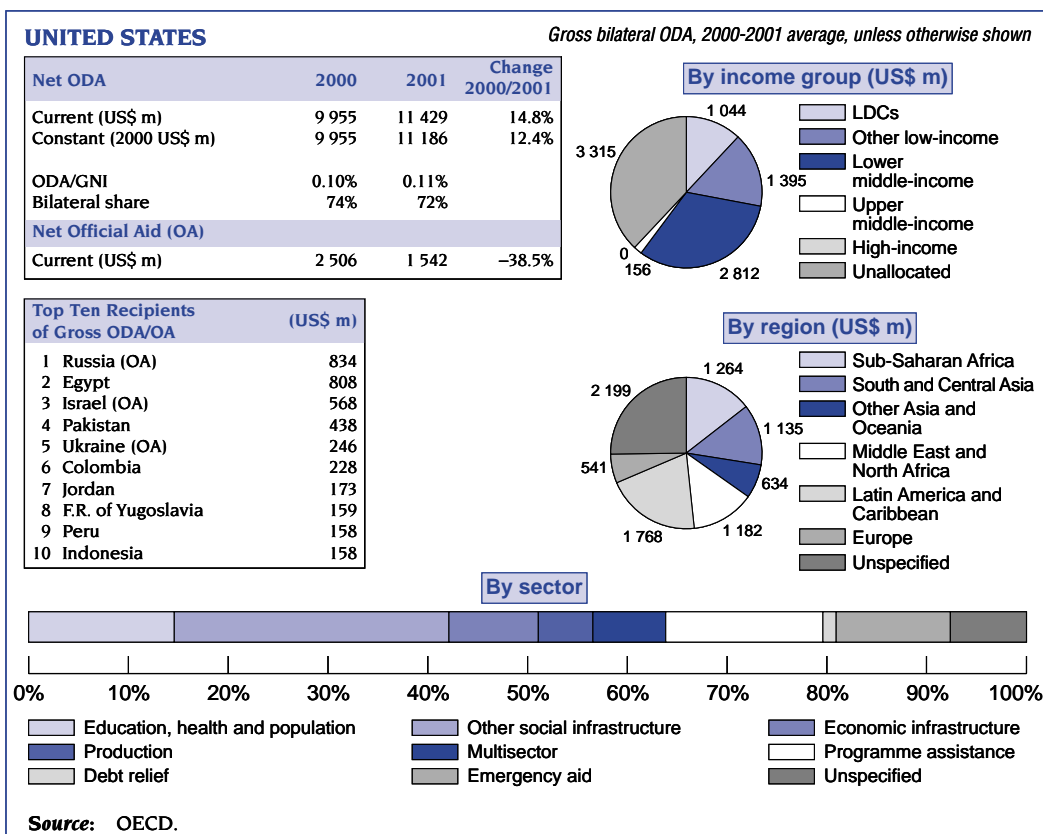 UNITED STATES
Gross bilateral ODA, 2000-2001 average, unless otherwise shown
Net ODA 2000 2001 Change 2000/2001
Current (US$ m) 9 955 11 429 14.8%
Constant (2000 US$ m) 9 955 11 186 12.4%
ODA/GNI 0.10% 0.11%
Bilateral share 74% 72%
Net Official Aid (OA)
Current (US$ m) 2 506 1 542 –38.5%
By income group (US$ m)
1 044
3 315
1 395
0
156
2 812
LDCs
Other low-income
Lower
middle-income
Upper
middle-income
High-income
Unallocated
Top Ten Recipients
of Gross ODA/OA (US$ m)
1 Russia (OA) 834
2 Egypt 808
3 Israel (OA) 568
4 Pakistan 438
5 Ukraine (OA) 246
6 Colombia 228
7 Jordan 173
8 F.R. of Yugoslavia 159
9 Peru 158
10 Indonesia 158
By region (US$ m)
1 264
2 199
1 135
541
634
1 768
1 182
Sub-Saharan Africa
South and Central Asia
Other Asia and
Oceania
Middle East and
North Africa
Latin America and
Caribbean
Europe
Unspecified
By sector
0% 10% 20% 30% 40% 50% 60% 70% 80% 90% 100%
Education, health and population Other social infrastructure Economic infrastructure
Production Multisector Programme assistance
Debt relief Emergency aid Unspecified
Source: OECD.